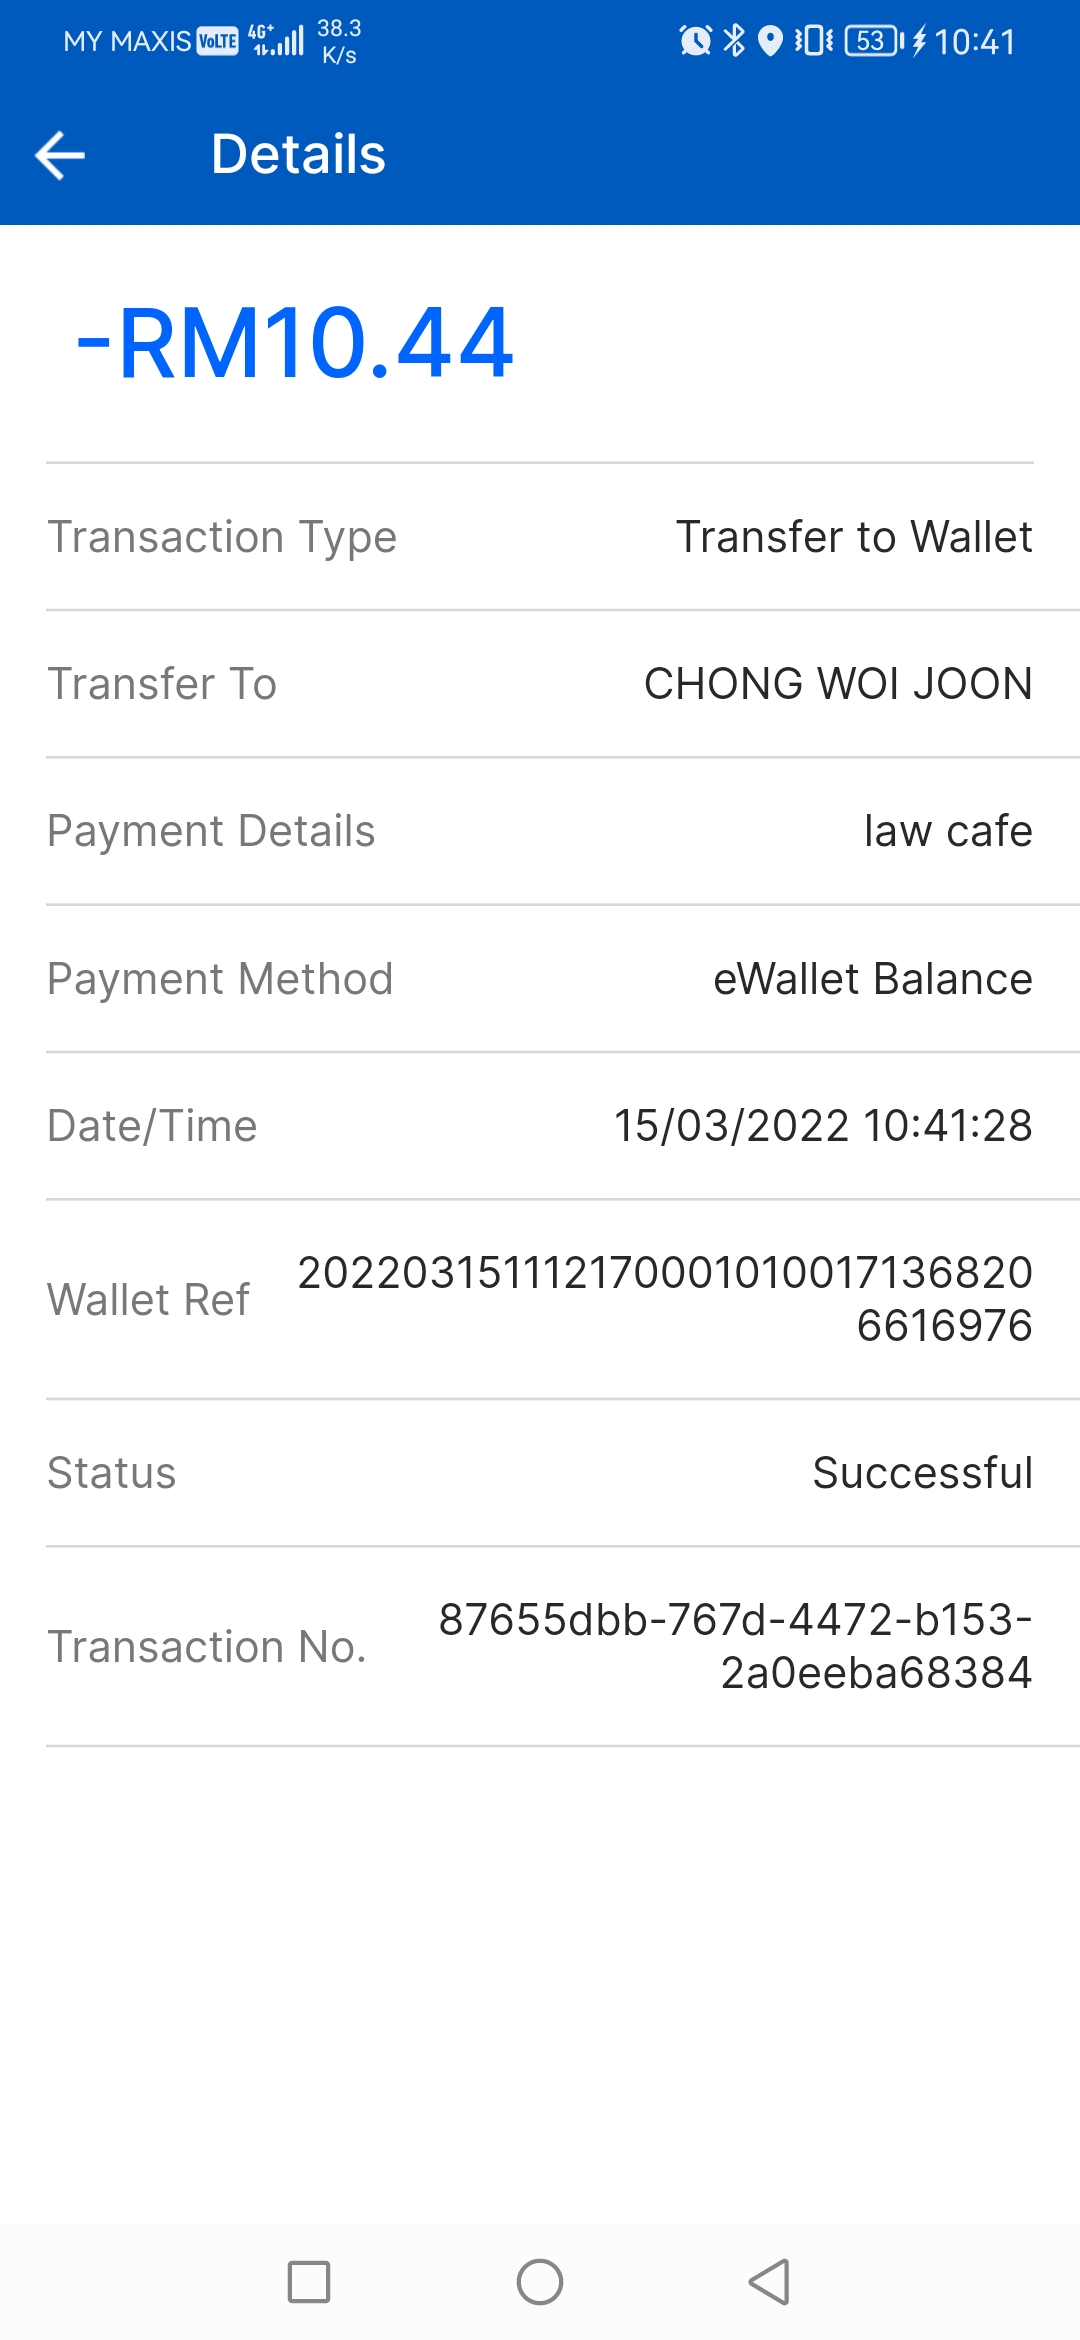 MY MAXIS VoLTE 4G+ 38.3 K/s 53 10:41
Details
-RM10.44
Transaction Type Transfer to Wallet
Transfer To CHONG WOI JOON
Payment Details law cafe
Payment Method eWallet Balance
Date/Time 15/03/2022 10:41:28
Wallet Ref 20220315111217000101001713682​0
6616976
Status Successful
Transaction No. 87655dbb-767d-4472-b153-
2a0eeba68384